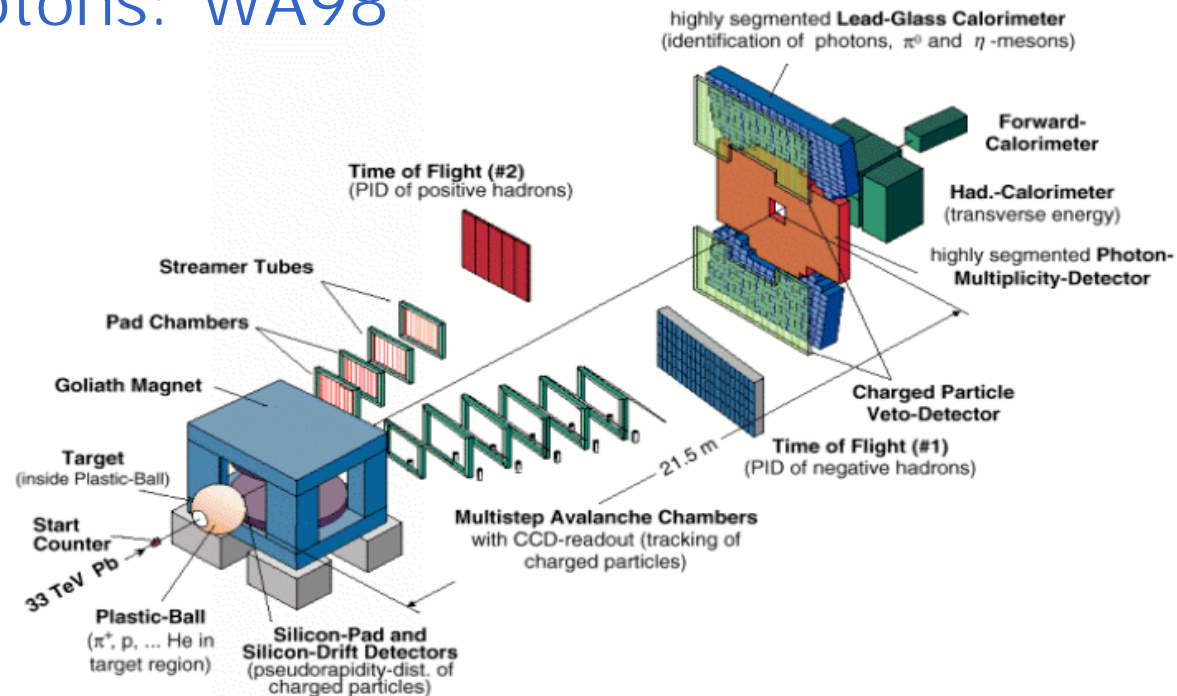 otons: WA98
highly segmented Lead-Glass Calorimeter
(identification of photons, π⁰ and η -mesons)
Forward-
Calorimeter
Time of Flight (#2)
(PID of positive hadrons)
Had.-Calorimeter
(transverse energy)
highly segmented Photon-
Multiplicity-Detector
Streamer Tubes
Pad Chambers
Goliath Magnet
Charged Particle
Veto-Detector
Time of Flight (#1)
(PID of negative hadrons)
21.5 m
Target
(inside Plastic-Ball)
Start
Counter
33 TeV Pb
Multistep Avalanche Chambers
with CCD-readout (tracking of
charged particles)
Plastic-Ball
(π⁺, p, ... He in
target region)
Silicon-Pad and
Silicon-Drift Detectors
(pseudorapidity-dist. of
charged particles)